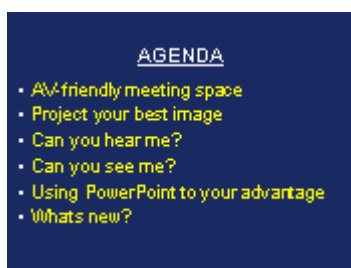 AGENDA
• AV-friendly meeting space
• Project your best image
• Can you hear me?
• Can you see me?
• Using PowerPoint to your advantage
• Whats new?